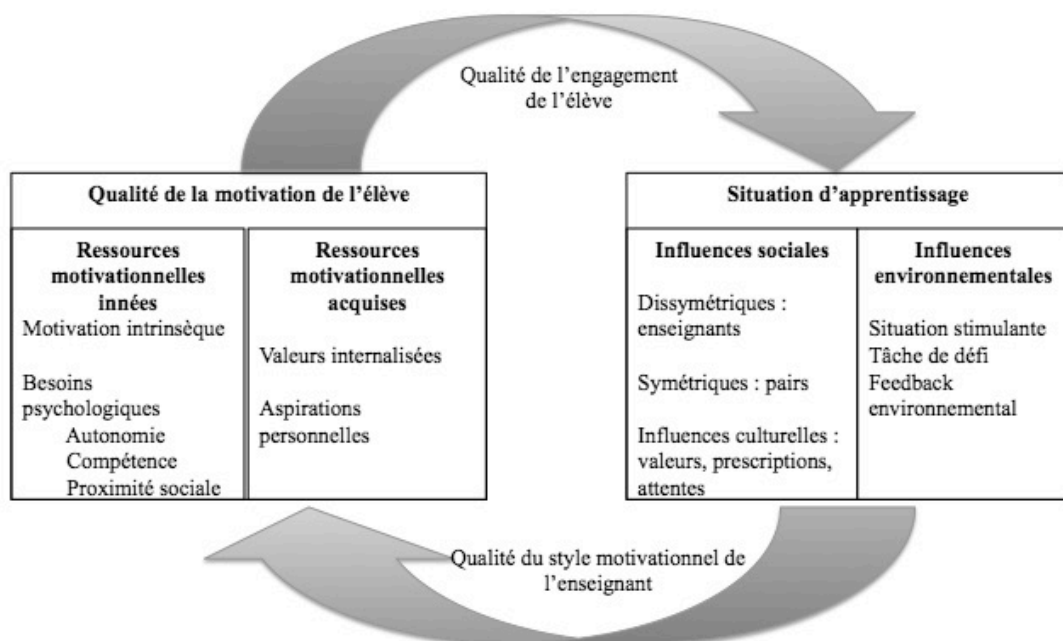 Qualité de l’engagement
de l’élève
Qualité de la motivation de l’élève
Ressources
motivationnelles
innées
Motivation intrinsèque
Besoins
psychologiques
Autonomie
Compétence
Proximité sociale
Ressources
motivationnelles
acquises
Valeurs internalisées
Aspirations
personnelles
Situation d’apprentissage
Influences sociales
Dissymétriques :
enseignants
Symétriques : pairs
Influences culturelles :
valeurs, prescriptions,
attentes
Influences
environnementales
Situation stimulante
Tâche de défi
Feedback
environnemental
Qualité du style motivationnel de
l’enseignant